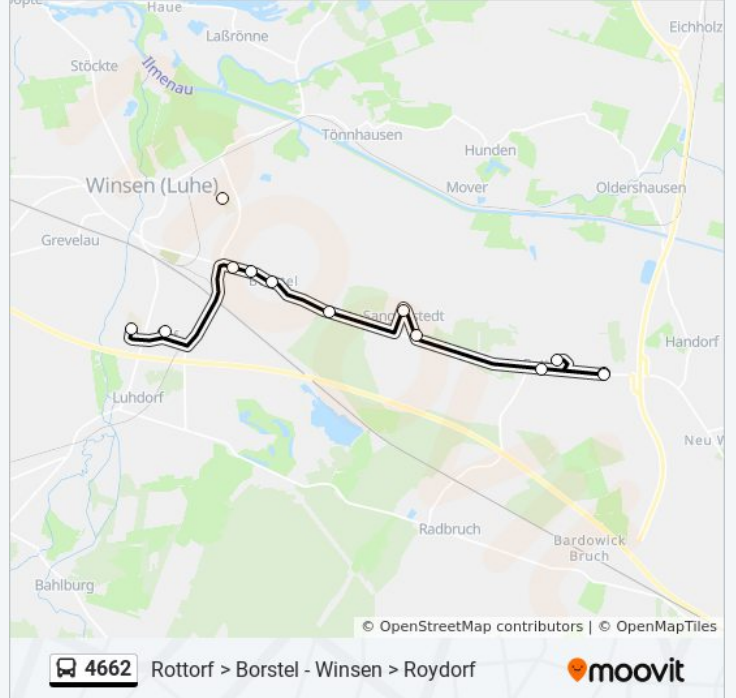 Haue
Laßrönne
Eichholz
Stöckte
Ilmenau
Tönnhausen
Hunden
Winsen (Luhe)
Mover
Oldershausen
Grevelau
Handorf
Luhdorf
Neu W
Radbruch
Bardowick
Bruch
Bahlburg
© OpenStreetMap contributors | © OpenMapTiles
4662 Rottorf > Borstel - Winsen > Roydorf moovit